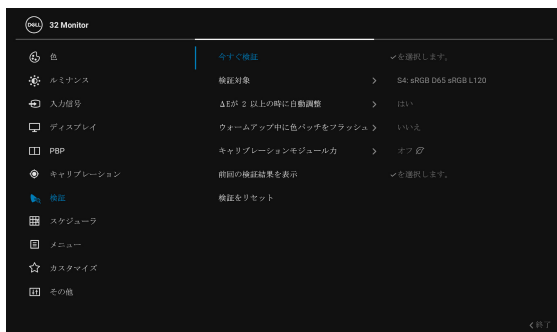 DELL 32 Monitor
色 今すぐ検証 ✓を選択します。
ルミナンス 検証対象 > S4: sRGB D65 sRGB L120
入力信号 ΔEが 2 以上の時に自動調整 > はい
ディスプレイ ウォームアップ中に色パッチをフラッシュ > いいえ
PBP キャリブレーションモジュール力 > オフ
キャリブレーション 前回の検証結果を表示 ✓を選択します。
検証 検証をリセット
スケジューラ
メニュー
カスタマイズ
その他
<終了